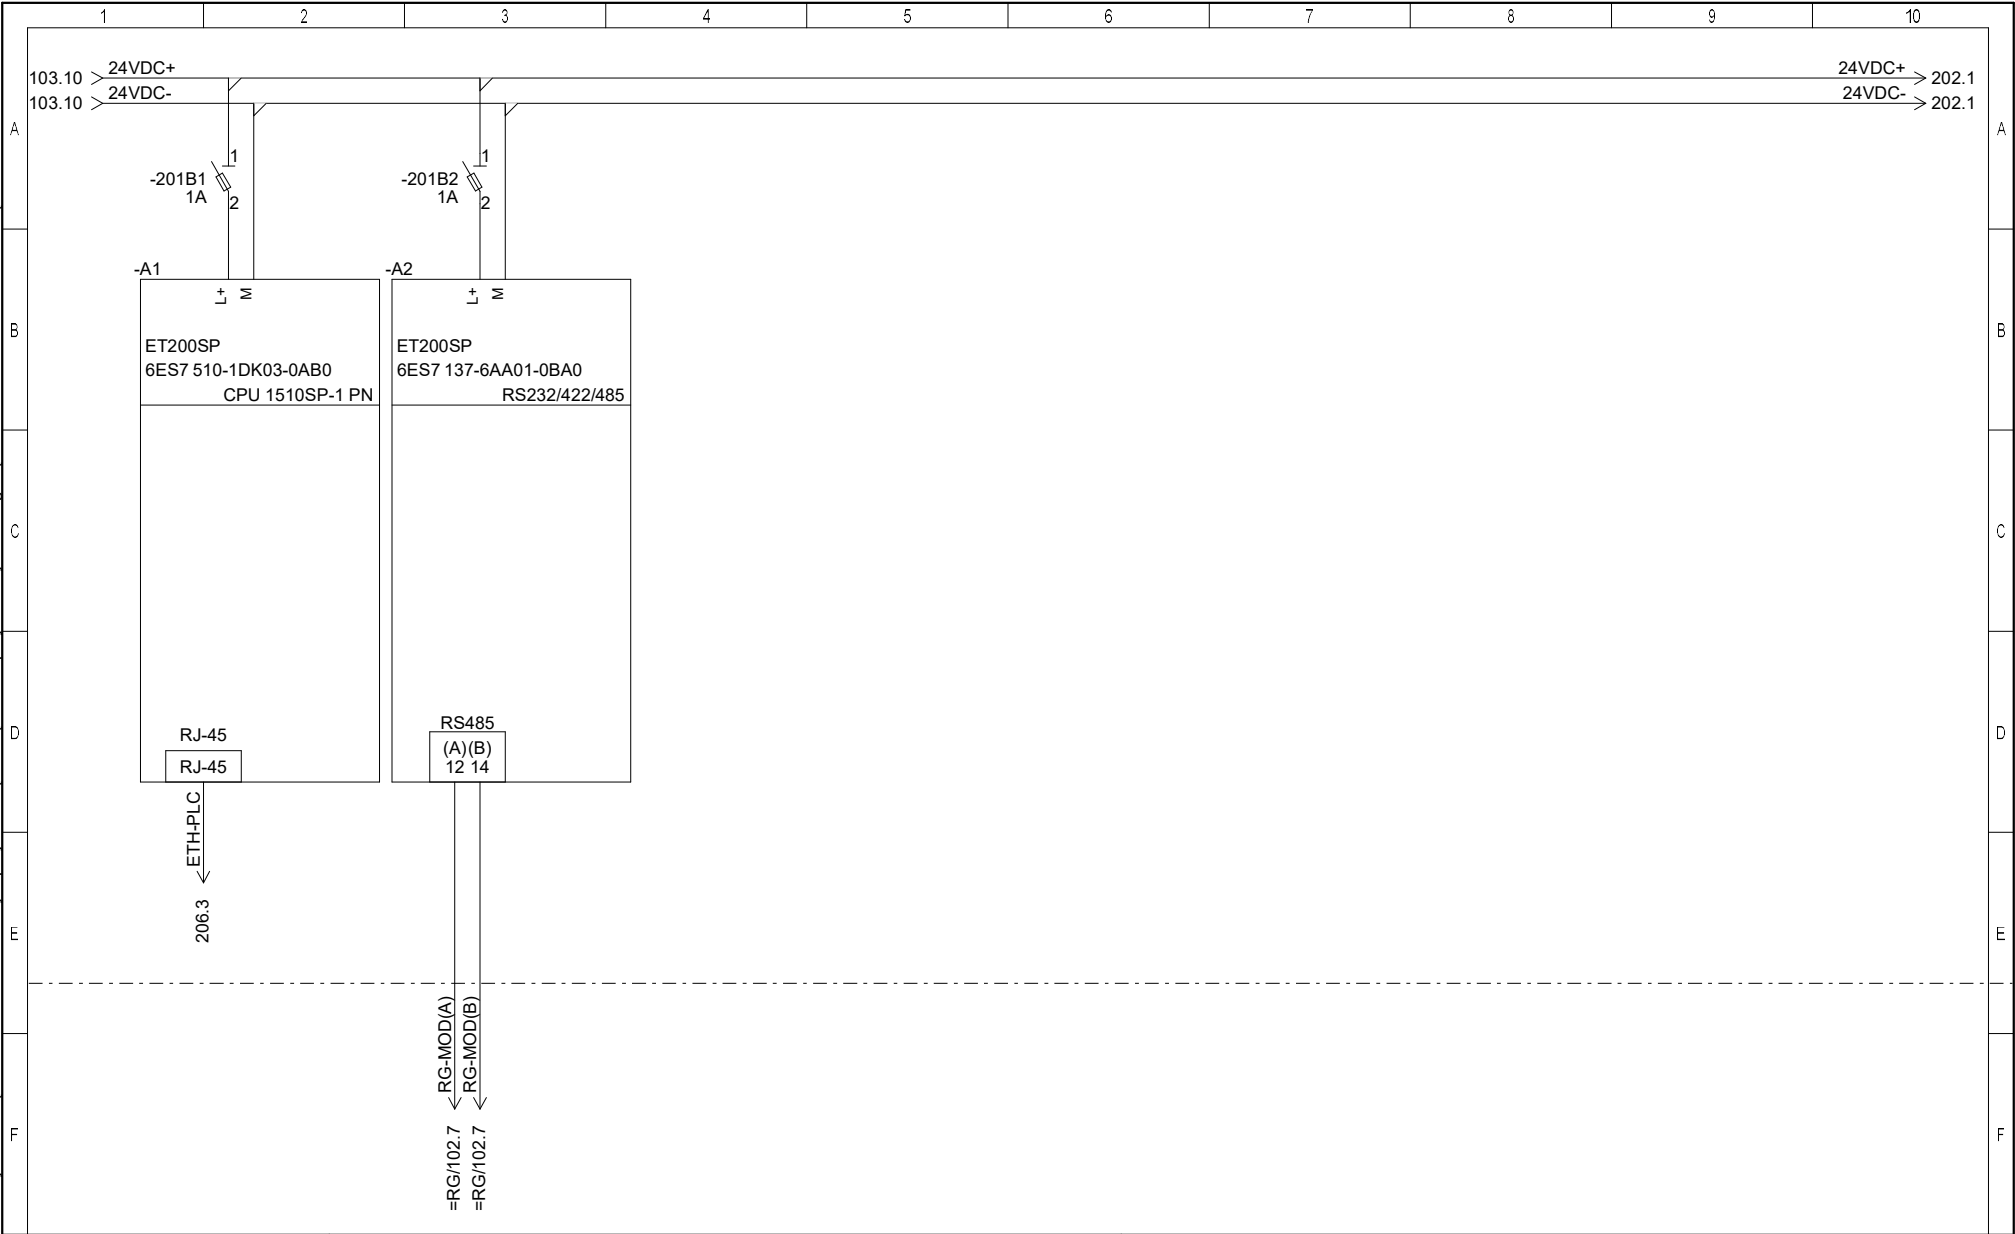 1 2 3 4 5 6 7 8 9 10
103.10 24VDC+ 24VDC+ 202.1
103.10 24VDC- 24VDC- 202.1
A A
1 1
-201B1 -201B2
1A 1A
2 2
-A1 -A2
L+ M L+ M
B B
ET200SP ET200SP
6ES7 510-1DK03-0AB0 6ES7 137-6AA01-0BA0
CPU 1510SP-1 PN RS232/422/485
C C
RS485
D RJ-45 D
(A)(B)
RJ-45 12 14
ETH-PLC
206.3
E E
RG-MOD(A) RG-MOD(B)
=RG/102.7 =RG/102.7
F F